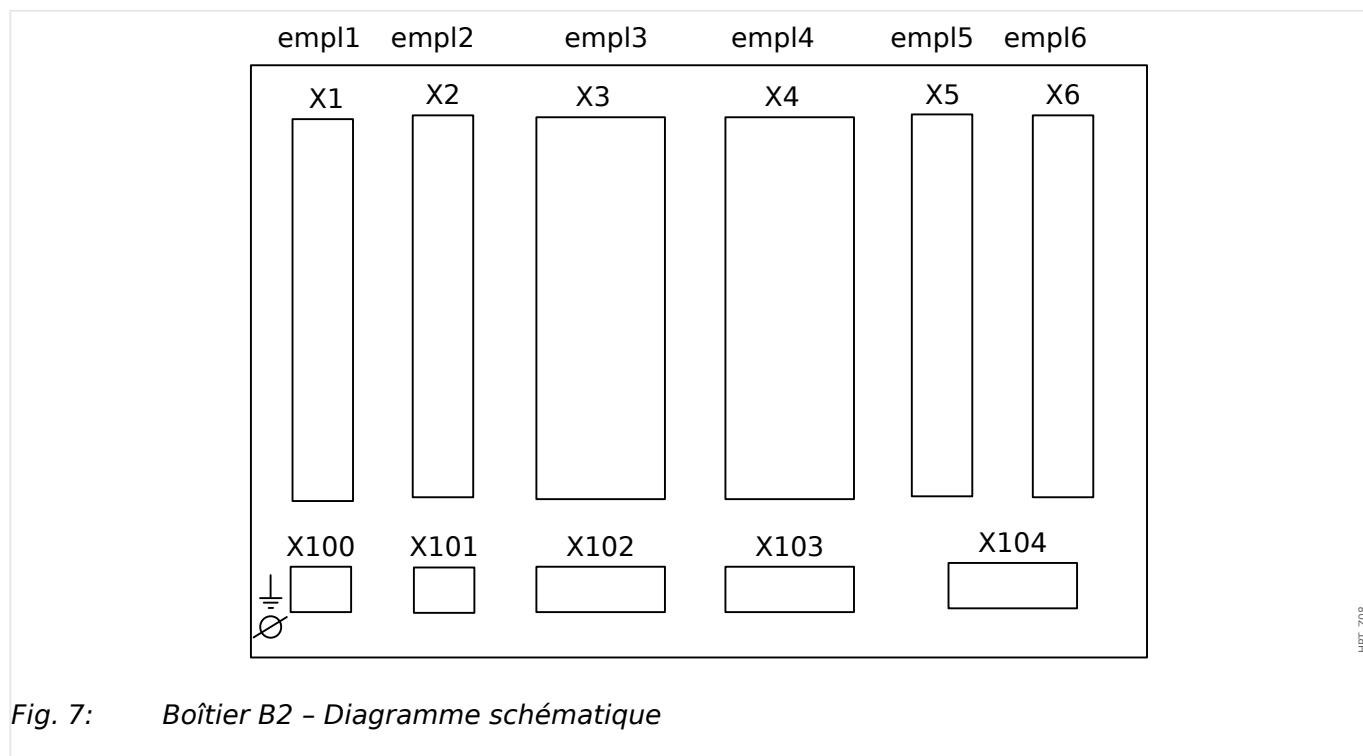 empl1 empl2 empl3 empl4 empl5 empl6
X1 X2 X3 X4 X5 X6
X100 X101 X102 X103 X104
Fig. 7: Boîtier B2 – Diagramme schématique